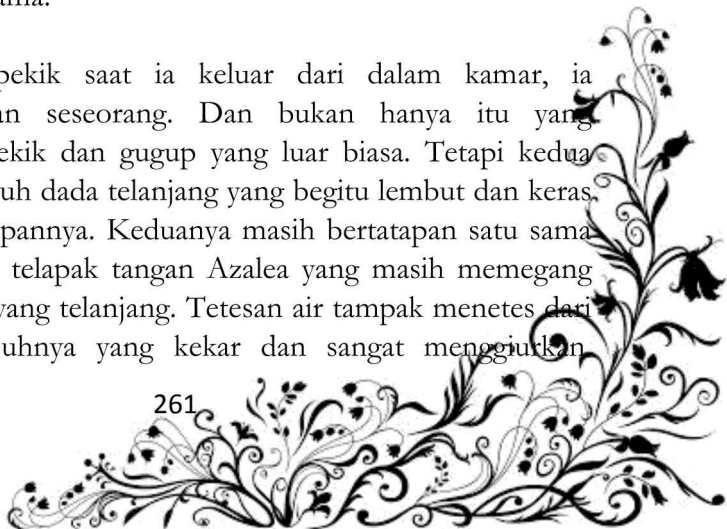 pekik saat ia keluar dari dalam kamar, ia
seseorang. Dan bukan hanya itu yang
ekik dan gugup yang luar biasa. Tetapi kedua
uh dada telanjang yang begitu lembut dan keras
pannya. Keduanya masih bertatapan satu sama
telapak tangan Azalea yang masih memegang
yang telanjang. Tetesan air tampak menetes dari
uhnya yang kekar dan sangat menggiurkan.
261